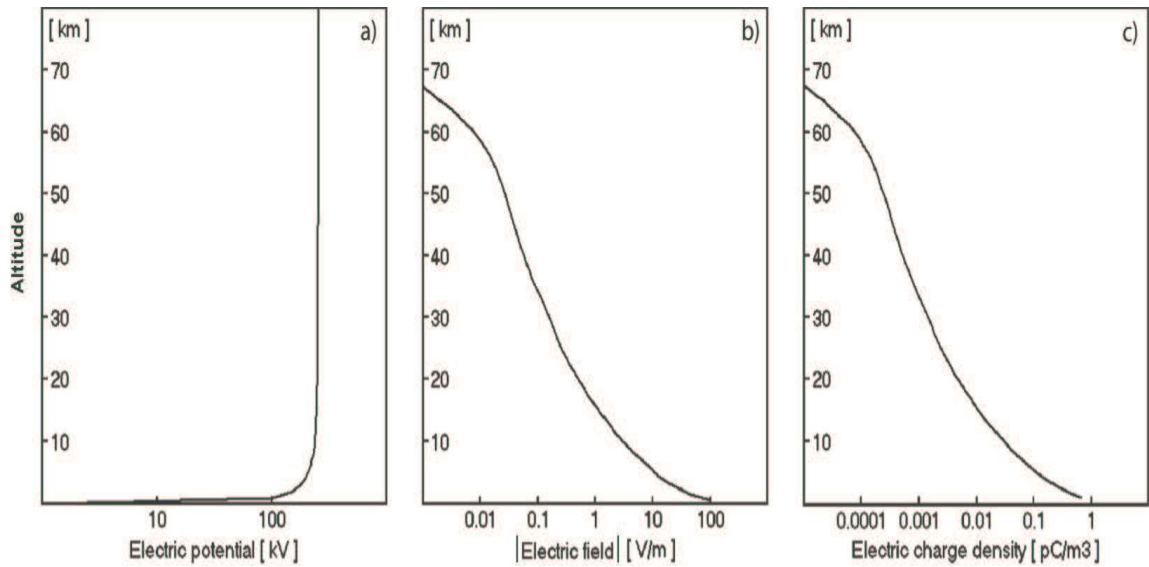 [ km ]
a)
70
60
50
40
30
20
10
Altitude
10 100
Electric potential [ kV ]
[ km ]
b)
70
60
50
40
30
20
10
0.01 0.1 1 10 100
|Electric field| [ V/m ]
[ km ]
c)
70
60
50
40
30
20
10
0.0001 0.001 0.01 0.1 1
Electric charge density [ pC/m3 ]